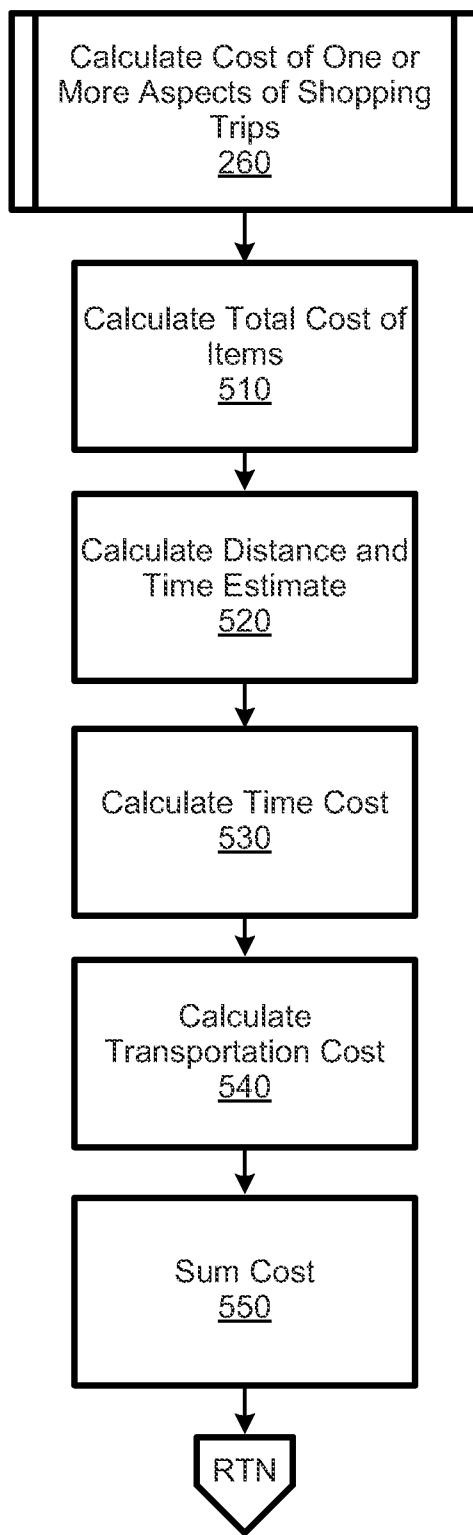 Calculate Cost of One or
More Aspects of Shopping
Trips
260
Calculate Total Cost of
Items
510
Calculate Distance and
Time Estimate
520
Calculate Time Cost
530
Calculate
Transportation Cost
540
Sum Cost
550
RTN